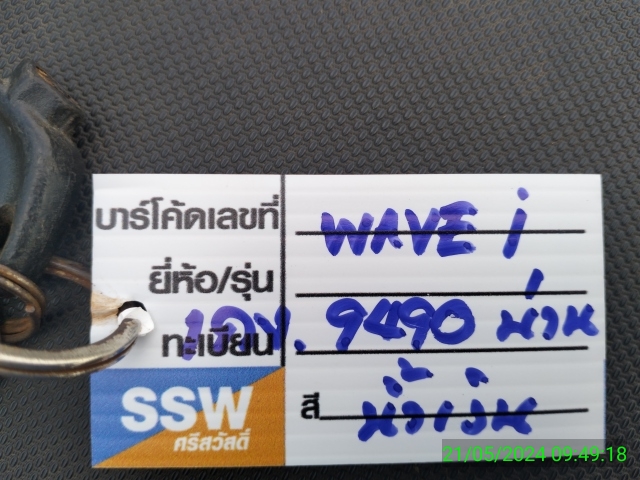 บาร์โค้ดเลขที่ WAVE i
ยี่ห้อ/รุ่น
ทะเบียน 9490 น่าน
SSW สี น้ำเงิน
ศรีสวัสดิ์
21/05/2024 09:49:18